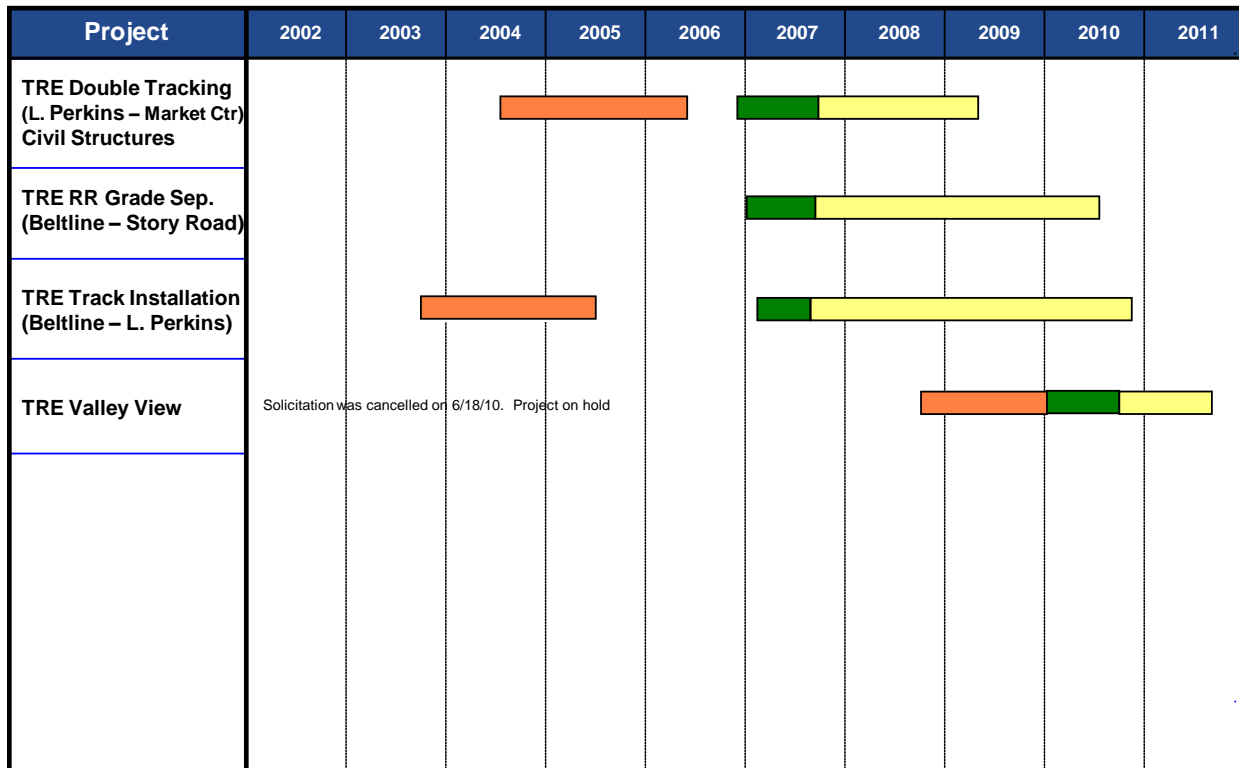 Project 2002 2003 2004 2005 2006 2007 2008 2009 2010 2011
TRE Double Tracking
(L. Perkins – Market Ctr)
Civil Structures
TRE RR Grade Sep.
(Beltline – Story Road)
TRE Track Installation
(Beltline – L. Perkins)
TRE Valley View
Solicitation was cancelled on 6/18/10. Project on hold